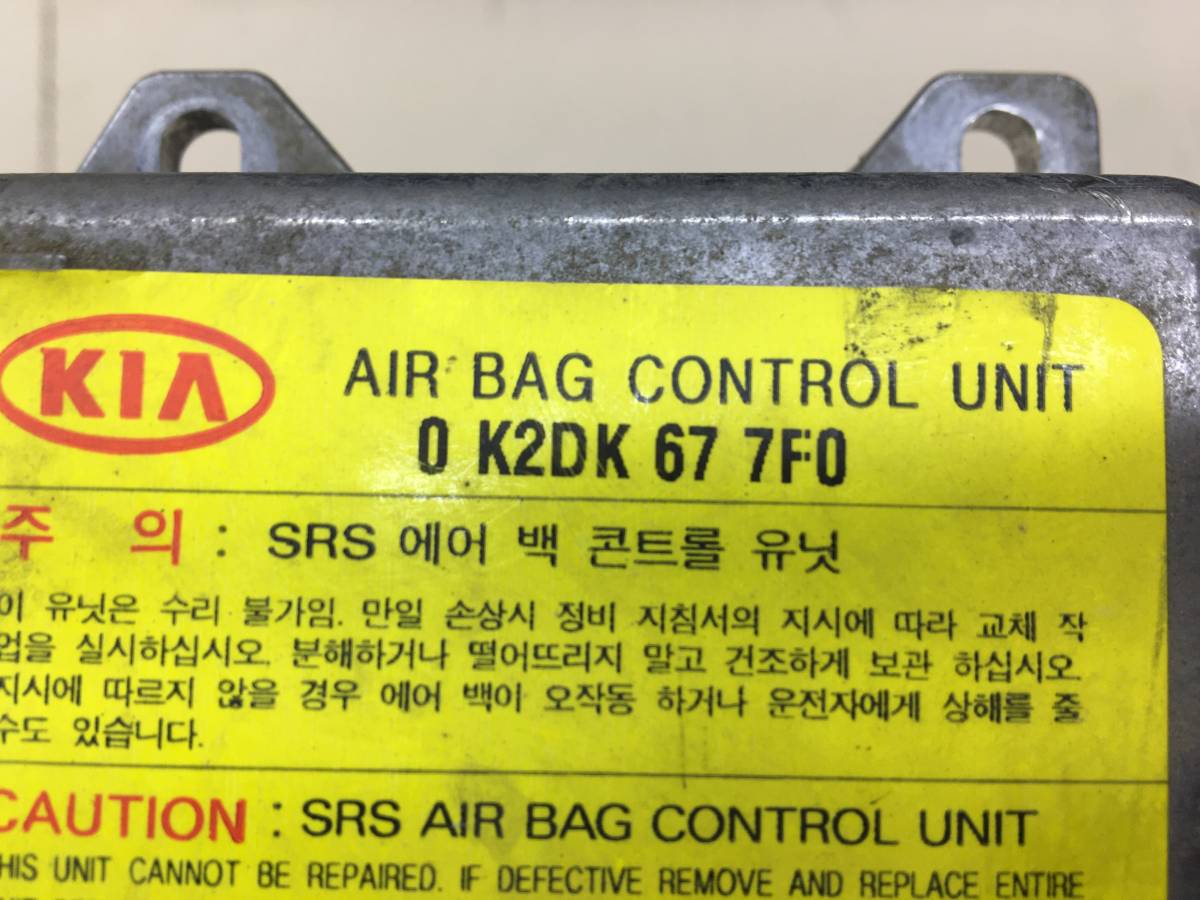 KIA
AIR BAG CONTROL UNIT
0 K2DK 67 7F0
주 의 : SRS 에어 백 콘트롤 유닛
이 유닛은 수리 불가임. 만일 손상시 정비 지침서의 지시에 따라 교체 작
업을 실시하십시오. 분해하거나 떨어뜨리지 말고 건조하게 보관 하십시오.
지시에 따르지 않을 경우 에어 백이 오작동 하거나 운전자에게 상해를 줄
수도 있습니다.
CAUTION : SRS AIR BAG CONTROL UNIT
THIS UNIT CANNOT BE REPAIRED. IF DEFECTIVE REMOVE AND REPLACE ENTIRE